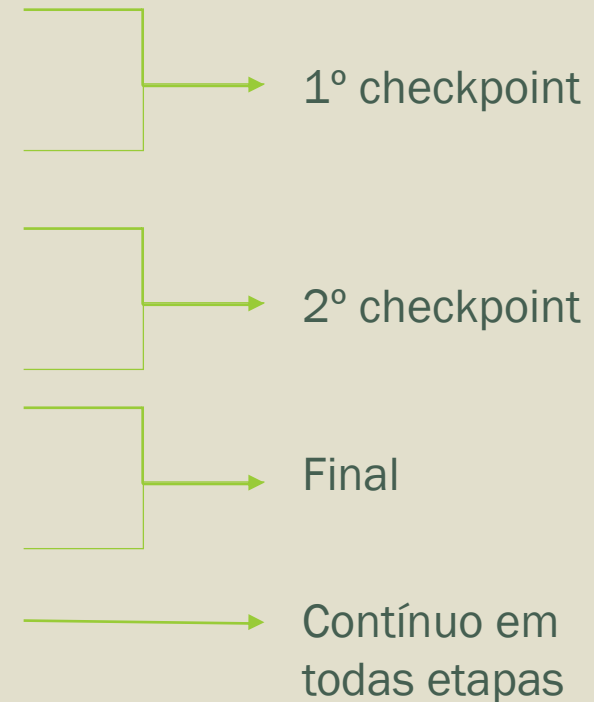 1º checkpoint
2º checkpoint
Final
Contínuo em
todas etapas